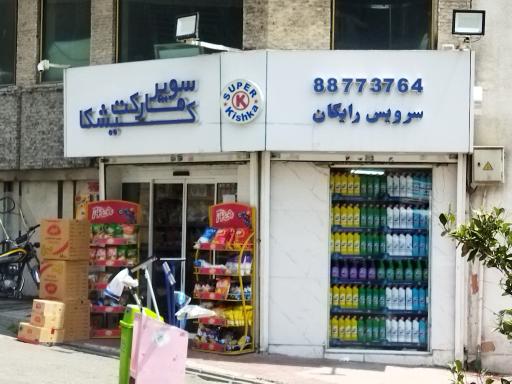 سوپر
مارکت
کیشکا
SUPER
K
Kishka
88773764
سرویس رایگان